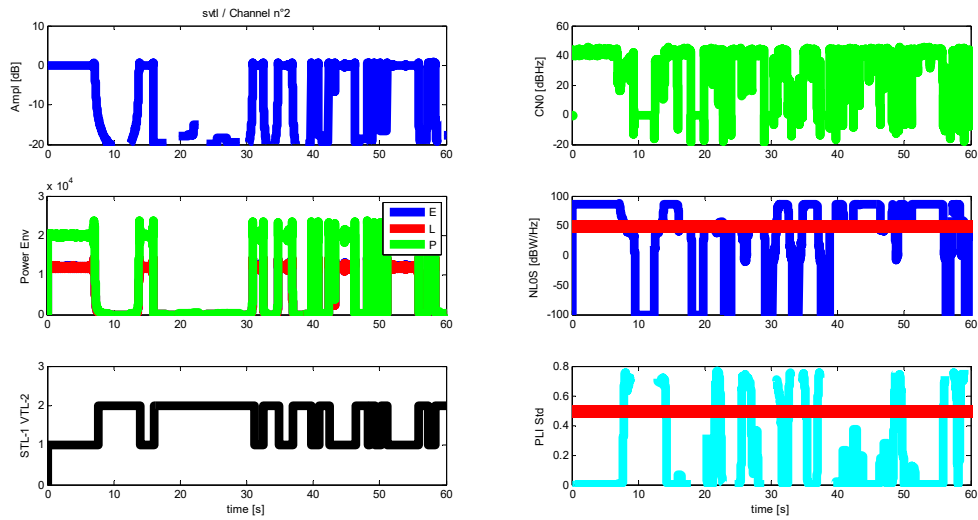 svtl / Channel n°2
Ampl [dB]
10
0
-10
-20
0 10 20 30 40 50 60
CN0 [dBHz]
60
40
20
0
-20
0 10 20 30 40 50 60
x 10^4
Power Env
3
2
1
0
0 10 20 30 40 50 60
E
L
P
NL0S [dBW/Hz]
100
50
0
-50
-100
0 10 20 30 40 50 60
STL-1 VTL-2
3
2
1
0
0 10 20 30 40 50 60
time [s]
PLI Std
0.8
0.6
0.4
0.2
0
0 10 20 30 40 50 60
time [s]